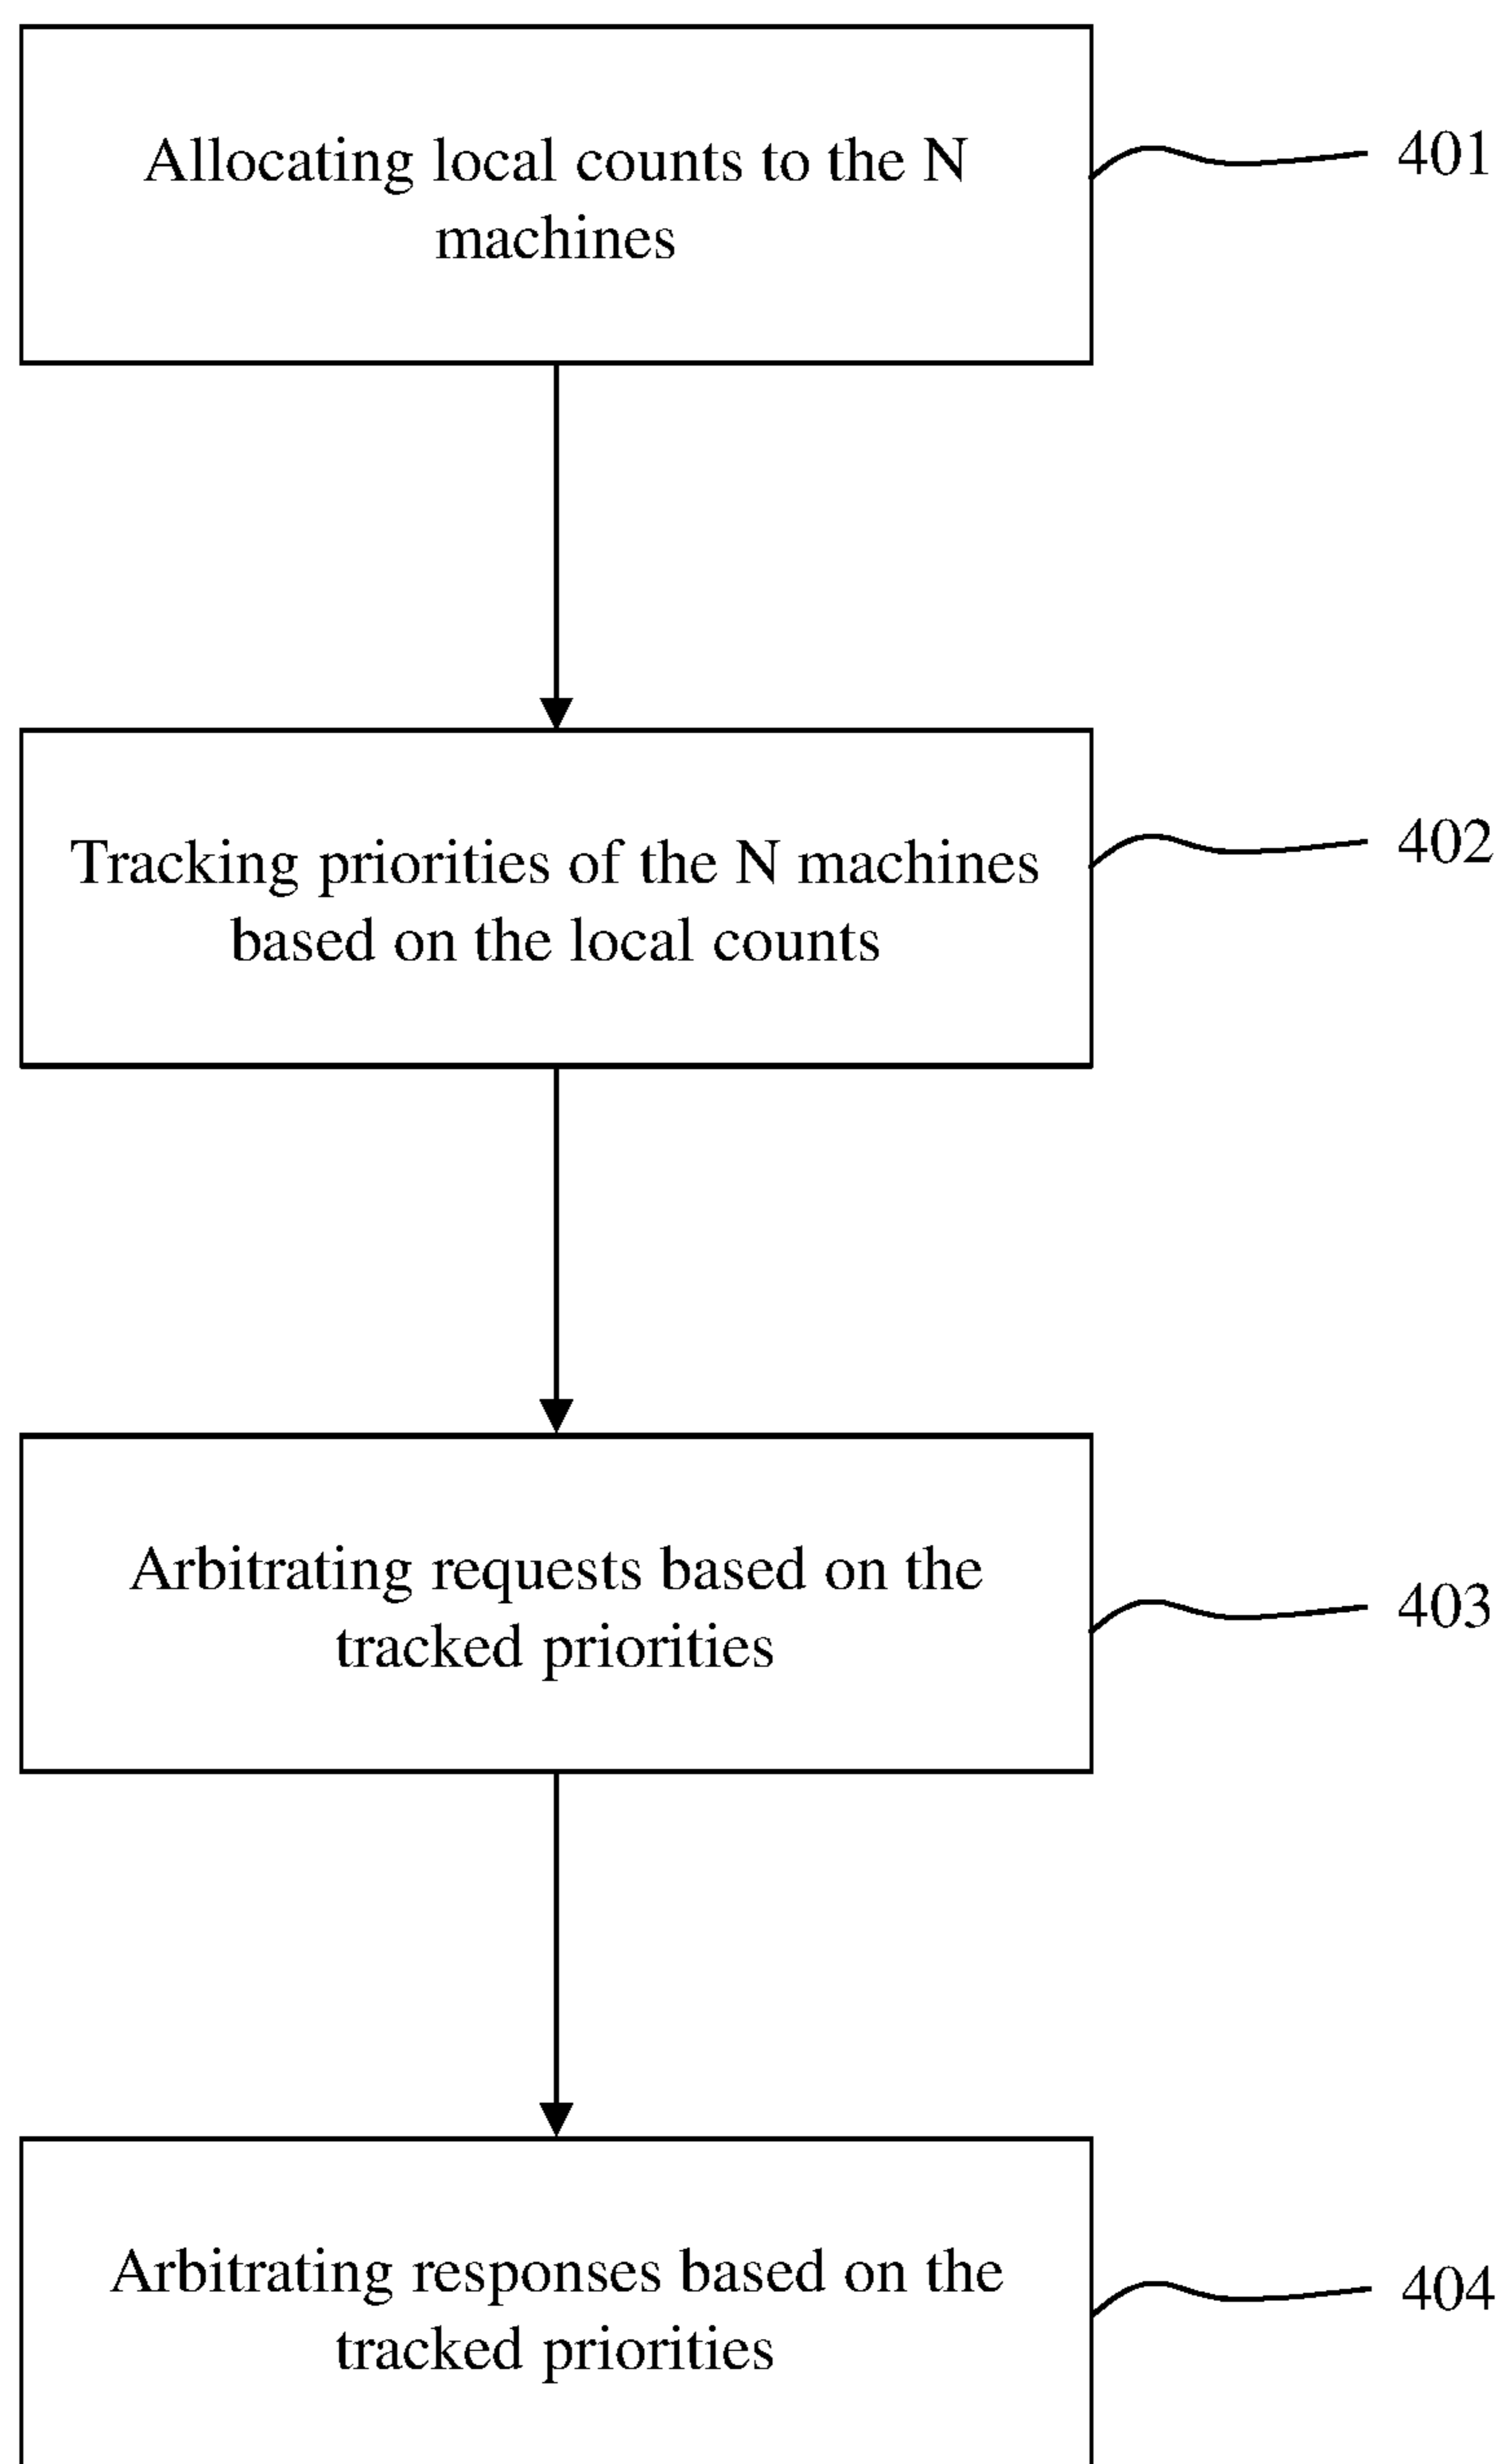 Allocating local counts to the N
machines
401
Tracking priorities of the N machines
based on the local counts
402
Arbitrating requests based on the
tracked priorities
403
Arbitrating responses based on the
tracked priorities
404